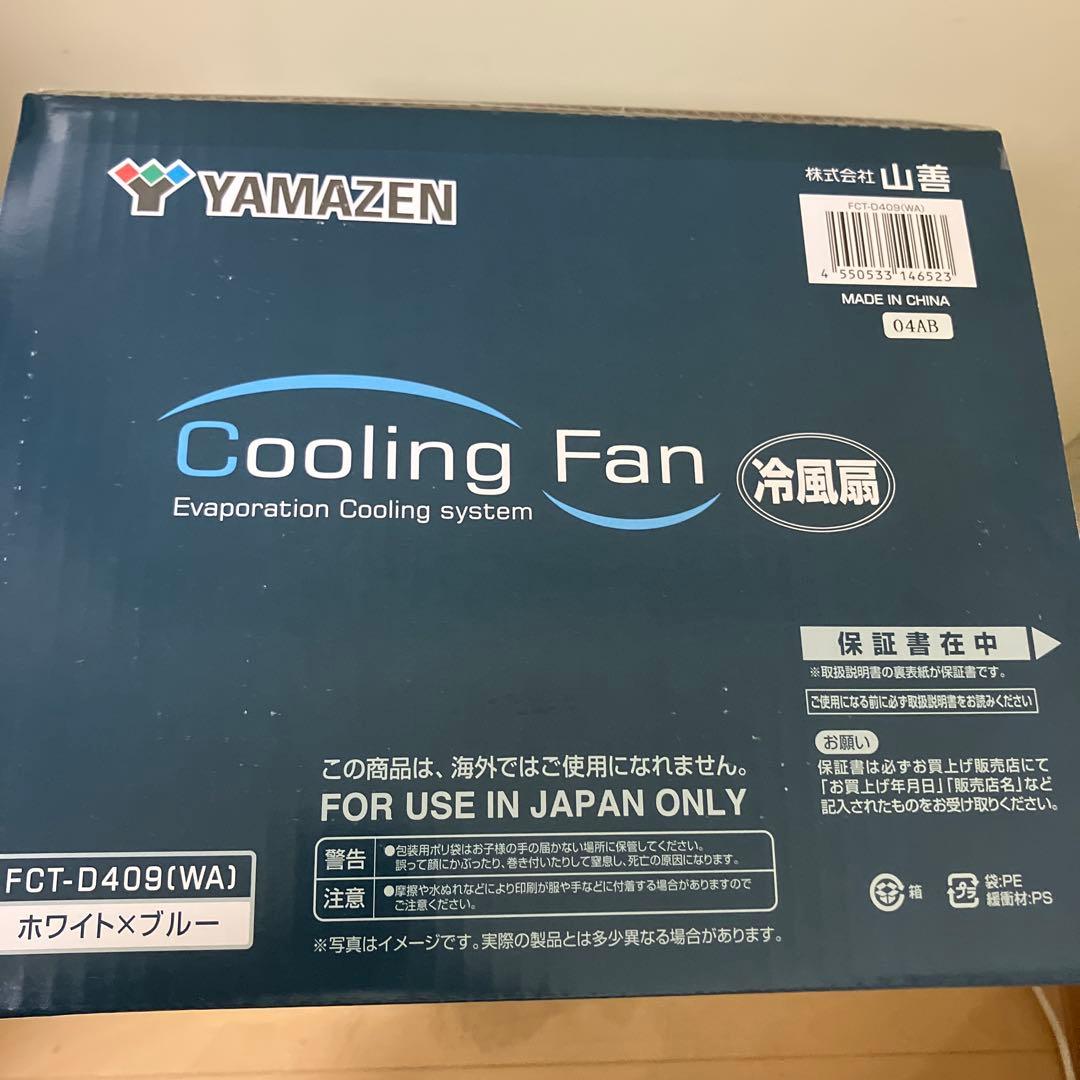 YAMAZEN
株式会社 山善
FCT-D409(WA)
4 550533 146523
MADE IN CHINA
04AB
Cooling Fan
冷風扇
Evaporation Cooling system
保証書在中
※取扱説明書の裏表紙が保証書です。
ご使用になる前に必ず取扱説明書をお読みください
お願い
保証書は必ずお買上げ販売店にて
「お買上げ年月日」「販売店名」など
記入されたものをお受け取りください。
この商品は、海外ではご使用になれません。
FOR USE IN JAPAN ONLY
警告
●包装用ポリ袋はお子様の手の届かない場所に保管してください。
誤って顔にかぶったり、巻き付いたりして窒息し、死亡の原因になります。
注意
●摩擦や水ぬれなどにより印刷が服や手などに付着する場合がありますので
ご注意ください。
※写真はイメージです。実際の製品とは多少異なる場合があります。
FCT-D409(WA)
ホワイト×ブルー
箱
プラ
袋:PE
緩衝材:PS